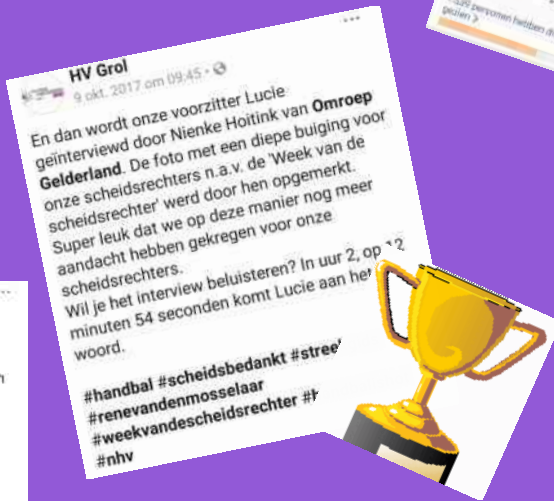 HV Grol
9 okt. 2017 om 09:45
En dan wordt onze voorzitter Lucie
geïnterviewd door Nienke Hoitink van Omroep
Gelderland. De foto met een diepe buiging voor
onze scheidsrechters n.a.v. de 'Week van de
scheidsrechter' werd door hen opgemerkt.
Super leuk dat we op deze manier nog meer
aandacht hebben gekregen voor onze
scheidsrechters.
Wil je het interview beluisteren? In uur 2, op 12
minuten 54 seconden komt Lucie aan het
woord.
#handbal #scheidsbedankt
#renevandenmosselaar
#weekvandescheidsrechter
#nhv
personen hebben